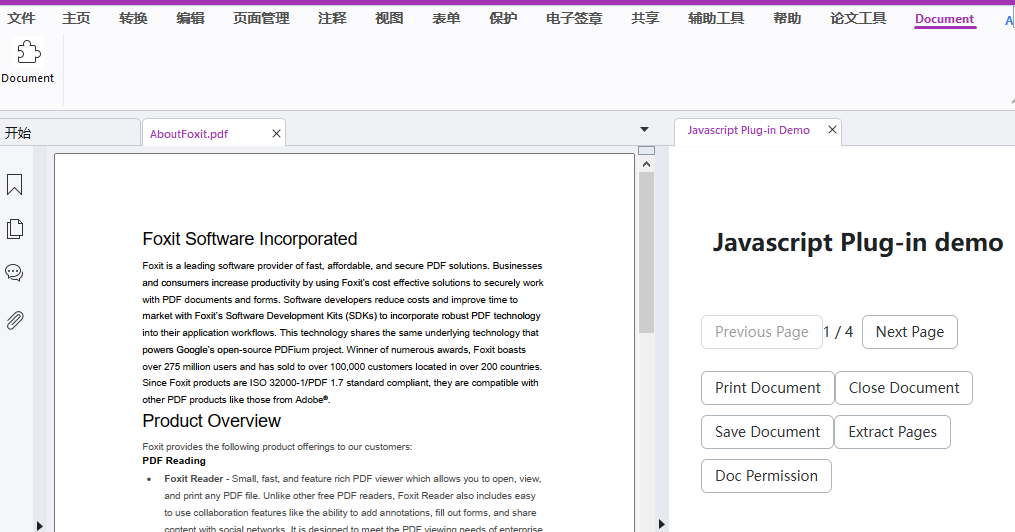 文件 主页 转换 编辑 页面管理 注释 视图 表单 保护 电子签章 共享 辅助工具 帮助 论文工具 Document
Document
开始 AboutFoxit.pdf Javascript Plug-in Demo
Foxit Software Incorporated
Foxit is a leading software provider of fast, affordable, and secure PDF solutions. Businesses
and consumers increase productivity by using Foxit's cost effective solutions to securely work
with PDF documents and forms. Software developers reduce costs and improve time to
market with Foxit's Software Development Kits (SDKs) to incorporate robust PDF technology
into their application workflows. This technology shares the same underlying technology that
powers Google's open-source PDFium project. Winner of numerous awards, Foxit boasts
over 275 million users and has sold to over 100,000 customers located in over 200 countries.
Since Foxit products are ISO 32000-1/PDF 1.7 standard compliant, they are compatible with
other PDF products like those from Adobe®.
Product Overview
Foxit provides the following product offerings to our customers:
PDF Reading
• Foxit Reader - Small, fast, and feature rich PDF viewer which allows you to open, view,
and print any PDF file. Unlike other free PDF readers, Foxit Reader also includes easy
to use collaboration features like the ability to add annotations, fill out forms, and share
content with social networks. It is designed to meet the PDF viewing needs of enterprise
Javascript Plug-in demo
Previous Page 1 / 4 Next Page
Print Document Close Document
Save Document Extract Pages
Doc Permission